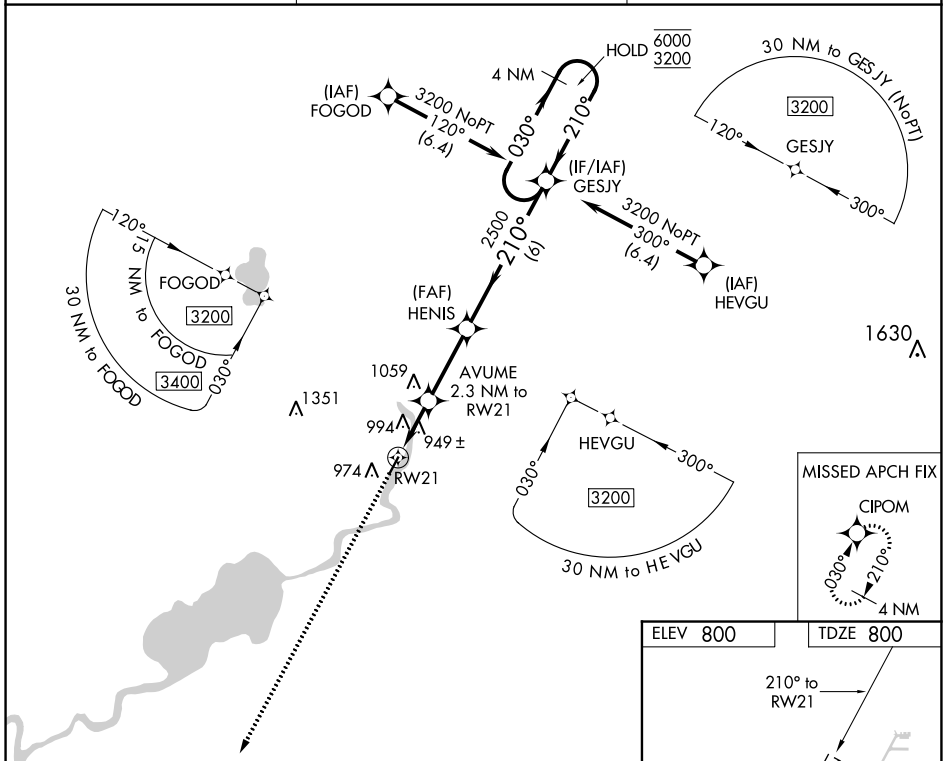 HOLD 6000
3200
4 NM
030°
210°
(IAF)
FOGOD
3200 NoPT
120°
(6.4)
(IF/IAF)
GESJY
3200 NoPT
300°
(6.4)
(IAF)
HEVGU
30 NM to GESJY (NoPT)
3200
120°
GESJY
300°
2500
210°
(6)
120°
15 NM to FOGOD
FOGOD
3200
30 NM to FOGOD
3400
030°
(FAF)
HENIS
1630
1059
AVUME
2.3 NM to
RW21
1351
994
949 ±
974
RW21
HEVGU
030°
300°
3200
30 NM to HEVGU
MISSED APCH FIX
CIPOM
030°
210°
4 NM
ELEV 800
TDZE 800
210° to
RW21